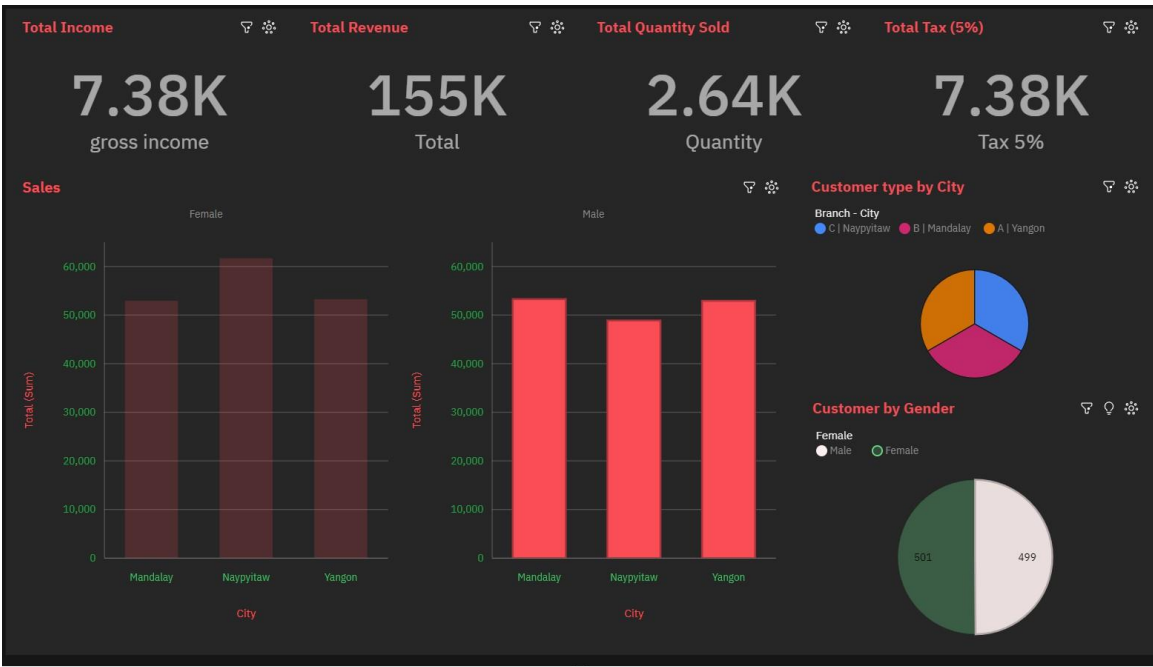 Total Income
Total Revenue
Total Quantity Sold
Total Tax (5%)
7.38K
gross income
155K
Total
2.64K
Quantity
7.38K
Tax 5%
Sales
Female
60,000
50,000
40,000
30,000
20,000
10,000
0
Total (Sum)
Mandalay Naypyitaw Yangon
City
Male
60,000
50,000
40,000
30,000
20,000
10,000
0
Total (Sum)
Mandalay Naypyitaw Yangon
City
Customer type by City
Branch - City
C | Naypyitaw B | Mandalay A | Yangon
Customer by Gender
Female
Male Female
501 499